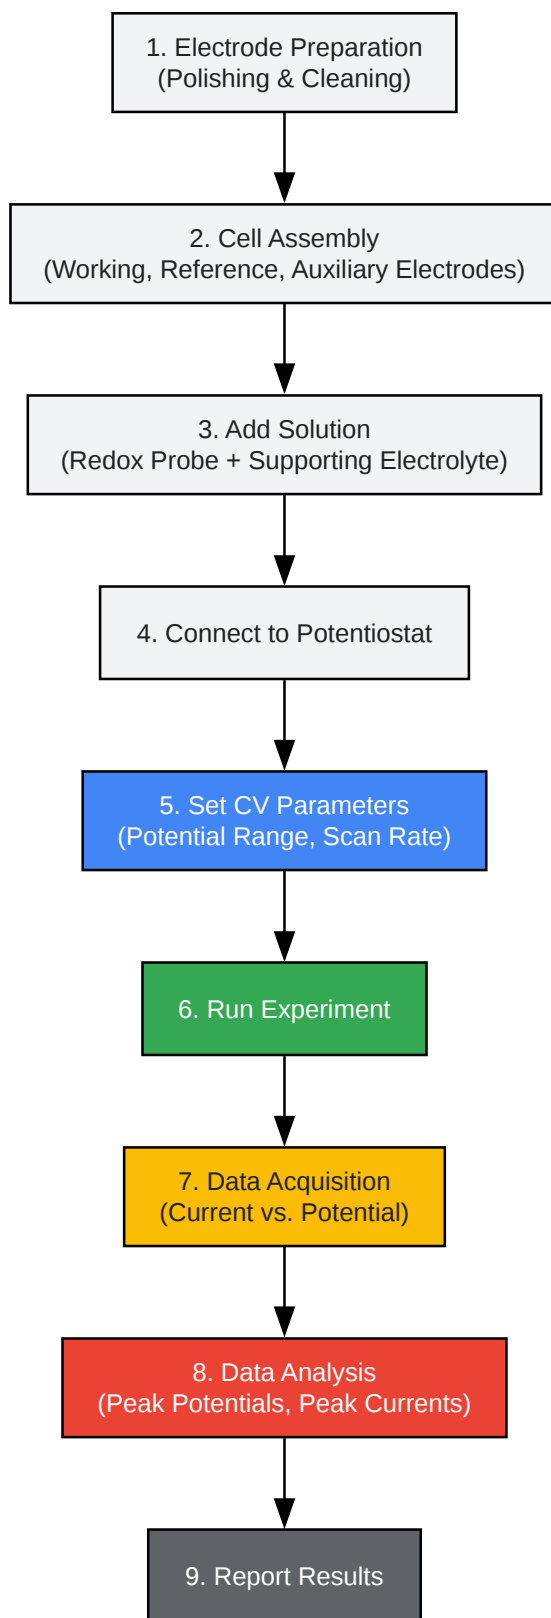 1. Electrode Preparation
(Polishing & Cleaning)
2. Cell Assembly
(Working, Reference, Auxiliary Electrodes)
3. Add Solution
(Redox Probe + Supporting Electrolyte)
4. Connect to Potentiostat
5. Set CV Parameters
(Potential Range, Scan Rate)
6. Run Experiment
7. Data Acquisition
(Current vs. Potential)
8. Data Analysis
(Peak Potentials, Peak Currents)
9. Report Results